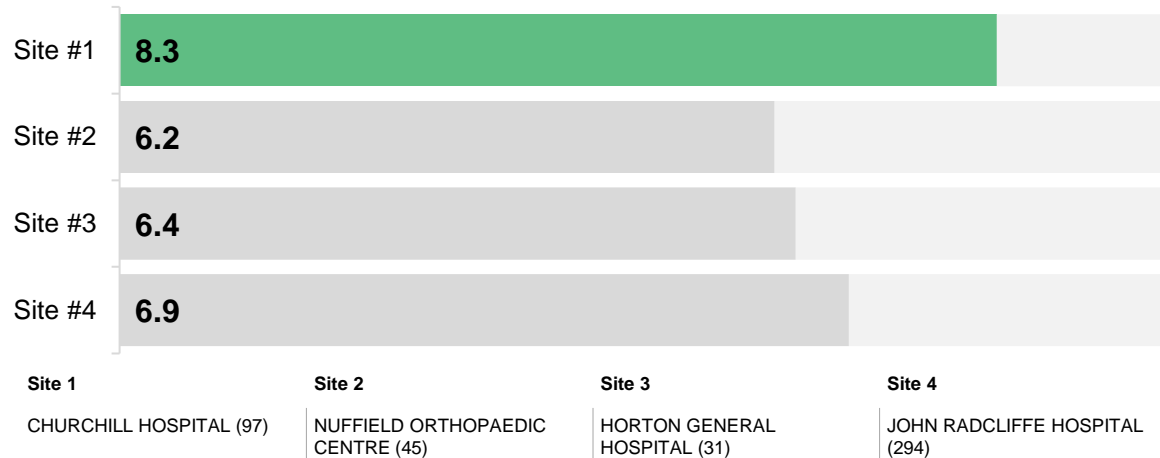 Site #1
8.3
Site #2
6.2
Site #3
6.4
Site #4
6.9
Site 1
Site 2
Site 3
Site 4
CHURCHILL HOSPITAL (97)
NUFFIELD ORTHOPAEDIC
CENTRE (45)
HORTON GENERAL
HOSPITAL (31)
JOHN RADCLIFFE HOSPITAL
(294)